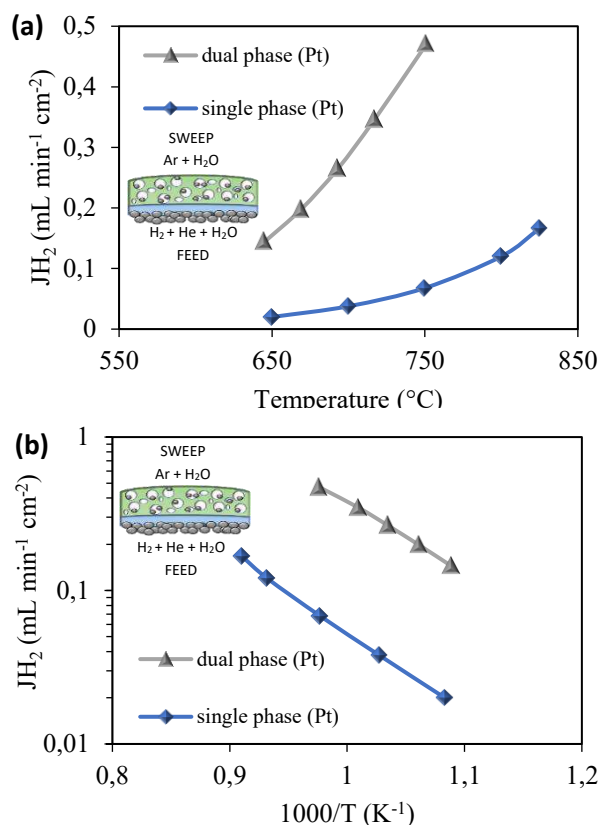 (a)
0,5
0,4
0,3
0,2
0,1
0
JH2 (mL min-1 cm-2)
dual phase (Pt)
single phase (Pt)
SWEEP
Ar + H2O
H2 + He + H2O
FEED
550
650
750
850
Temperature (°C)
(b)
1
0,1
0,01
JH2 (mL min-1 cm-2)
SWEEP
Ar + H2O
H2 + He + H2O
FEED
dual phase (Pt)
single phase (Pt)
0,8
0,9
1
1,1
1,2
1000/T (K-1)